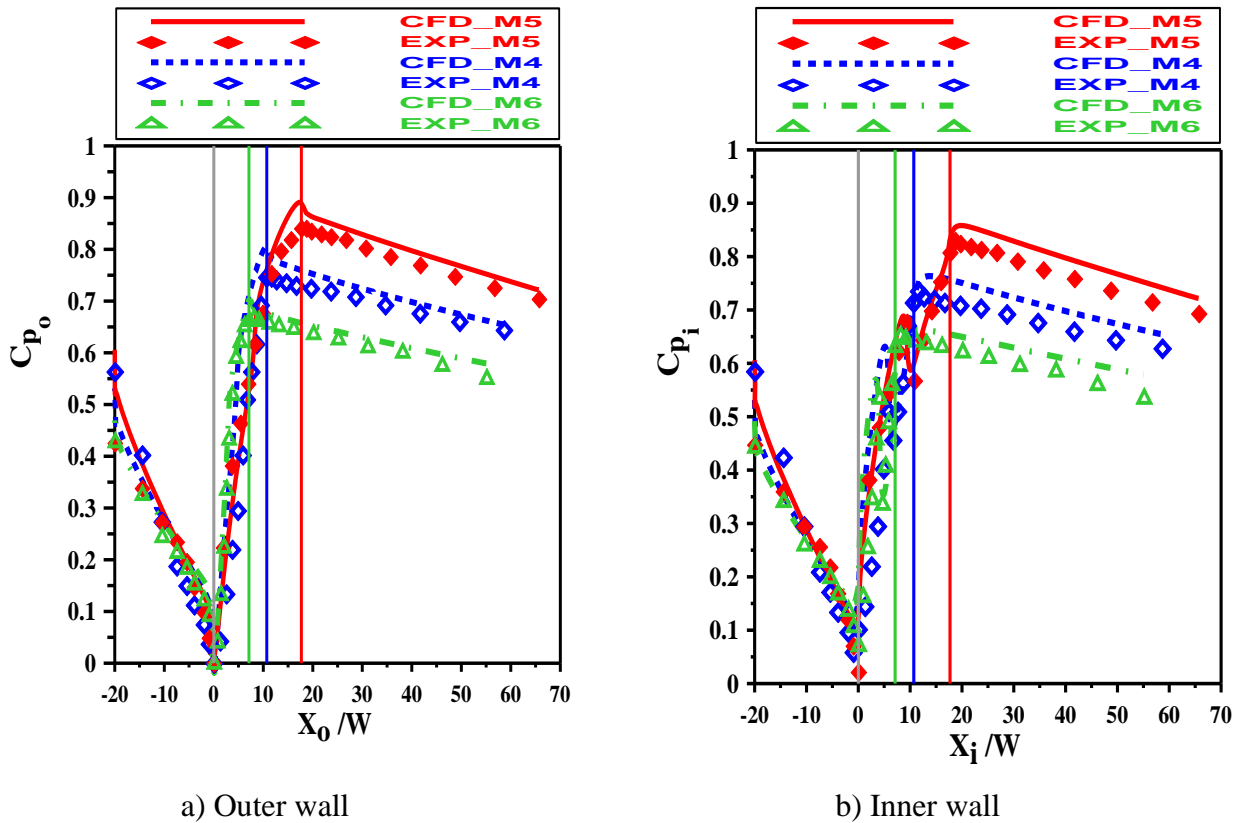 CFD_M5
EXP_M5
CFD_M4
EXP_M4
CFD_M6
EXP_M6
1
0.9
0.8
0.7
0.6
0.5
0.4
0.3
0.2
0.1
0
Cpo
-20 -10 0 10 20 30 40 50 60 70
Xo /W
a) Outer wall
CFD_M5
EXP_M5
CFD_M4
EXP_M4
CFD_M6
EXP_M6
1
0.9
0.8
0.7
0.6
0.5
0.4
0.3
0.2
0.1
0
Cpi
-20 -10 0 10 20 30 40 50 60 70
Xi /W
b) Inner wall